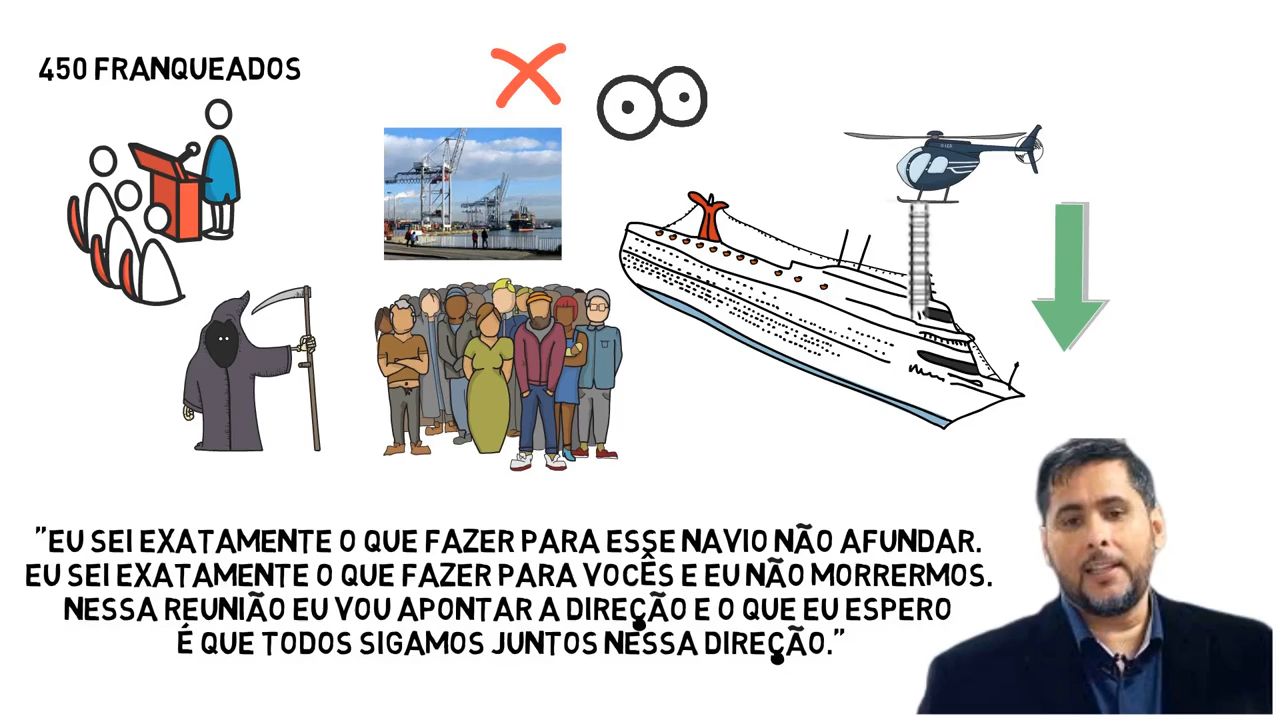 450 FRANQUEADOS
"EU SEI EXATAMENTE O QUE FAZER PARA ESSE NAVIO NÃO AFUNDAR.
EU SEI EXATAMENTE O QUE FAZER PARA VOCÊS E EU NÃO MORRERMOS.
NESSA REUNIÃO EU VOU APONTAR A DIREÇÃO E O QUE EU ESPERO
É QUE TODOS SIGAMOS JUNTOS NESSA DIREÇÃO."